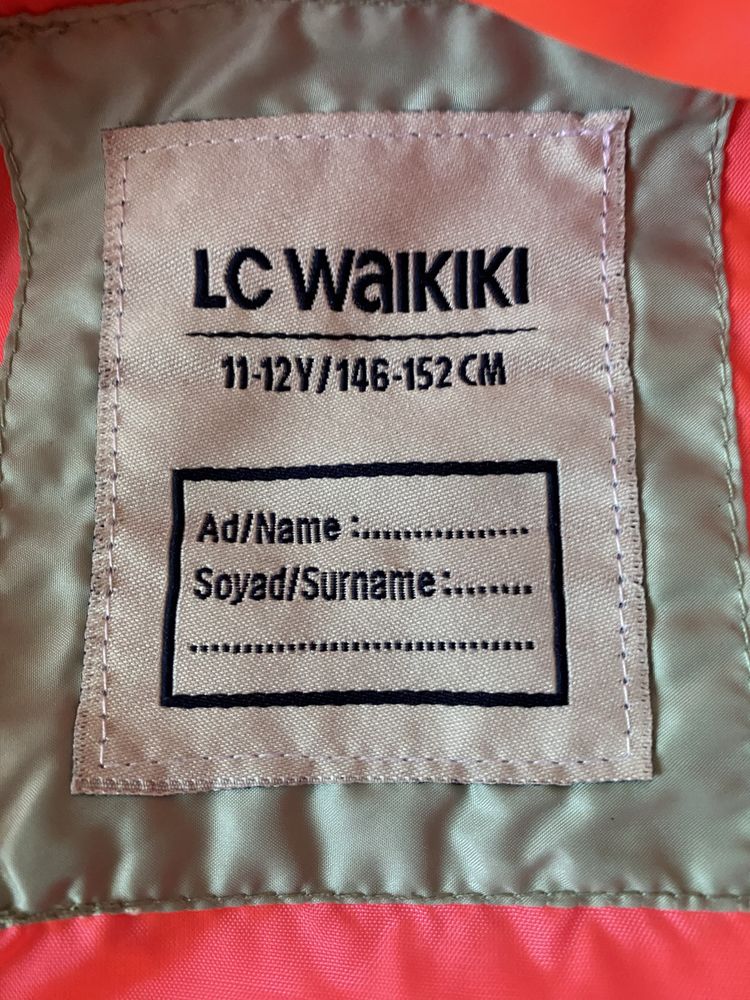 LC WAIKIKI
11-12Y/146-152 CM
Ad/Name :................
Soyad/Surname:........
.................................